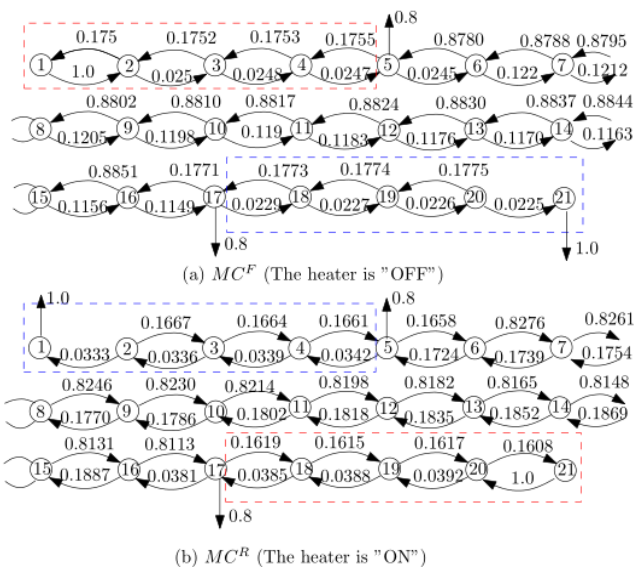 0.175 0.1752 0.1753 0.1755 0.8 0.8780 0.8788 0.8795
1 2 3 4 5 6 7
1.0 0.025 0.0248 0.0247 0.0245 0.122 0.1212
0.8802 0.8810 0.8817 0.8824 0.8830 0.8837 0.8844
8 9 10 11 12 13 14
0.1205 0.1198 0.119 0.1183 0.1176 0.1170 0.1163
0.8851 0.1771 0.1773 0.1774 0.1775
15 16 17 18 19 20 21
0.1156 0.1149 0.0229 0.0227 0.0226 0.0225
0.8 1.0
(a) MC^F (The heater is "OFF")
1.0 0.1667 0.1664 0.1661 0.8 0.1658 0.8276 0.8261
1 2 3 4 5 6 7
0.0333 0.0336 0.0339 0.0342 0.1724 0.1739 0.1754
0.8246 0.8230 0.8214 0.8198 0.8182 0.8165 0.8148
8 9 10 11 12 13 14
0.1770 0.1786 0.1802 0.1818 0.1835 0.1852 0.1869
0.8131 0.8113 0.1619 0.1615 0.1617 0.1608
15 16 17 18 19 20 21
0.1887 0.0381 0.0385 0.0388 0.0392 1.0
0.8
(b) MC^R (The heater is "ON")